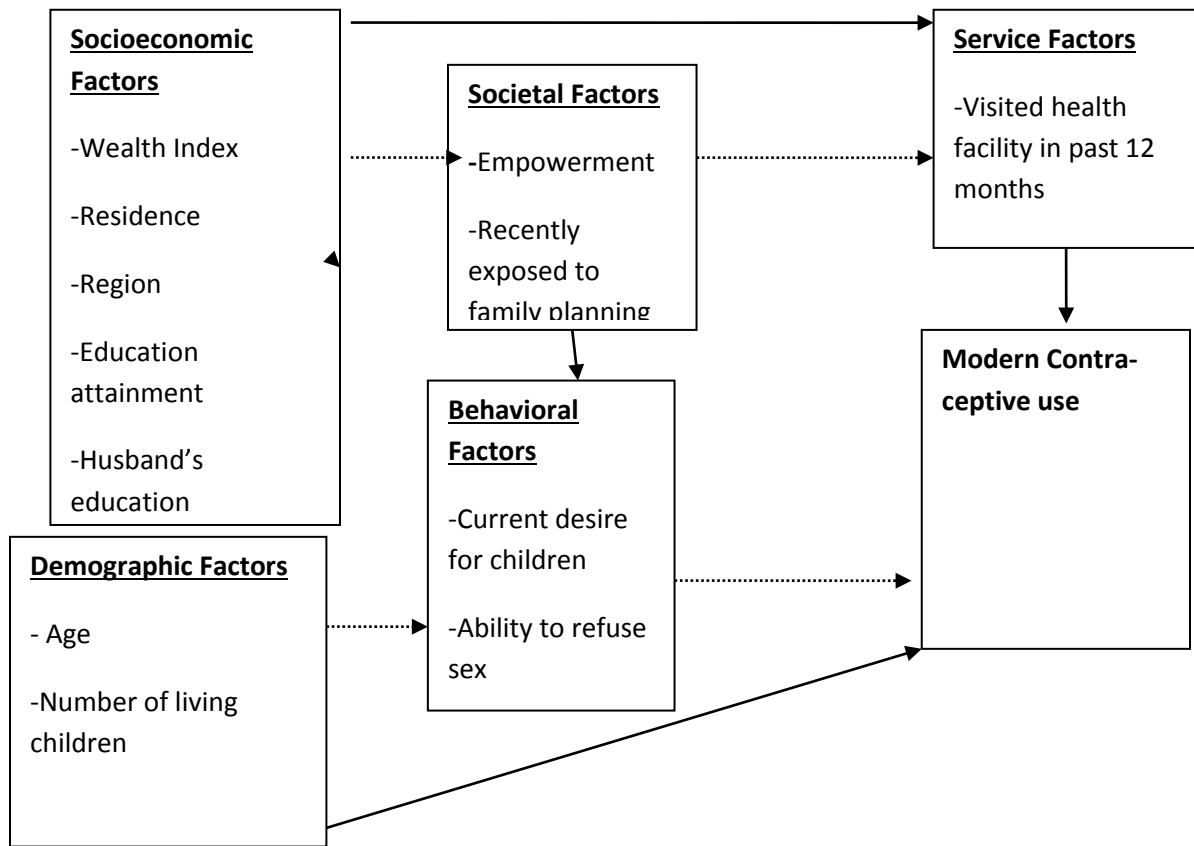 Socioeconomic
Factors
-Wealth Index
-Residence
-Region
-Education
attainment
-Husband’s
education
Societal Factors
-Empowerment
-Recently
exposed to
family planning
Service Factors
-Visited health
facility in past 12
months
Behavioral
Factors
-Current desire
for children
-Ability to refuse
sex
Modern Contra-
ceptive use
Demographic Factors
- Age
-Number of living
children